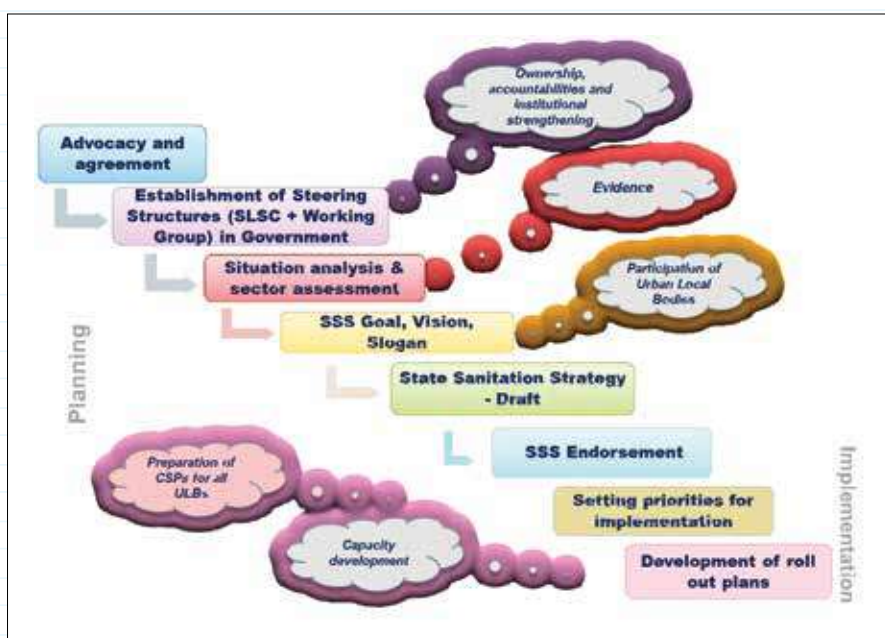 Ownership,
accountabilities and
institutional
strengthening
Advocacy and
agreement
Evidence
Establishment of Steering
Structures (SLSC + Working
Group) in Government
Situation analysis &
sector assessment
Participation of
Urban Local
Bodies
SSS Goal, Vision,
Slogan
Planning
State Sanitation Strategy
- Draft
SSS Endorsement
Preparation of
CSPs for all
ULBs
Setting priorities for
implementation
Capacity
development
Development of roll
out plans
Implementation